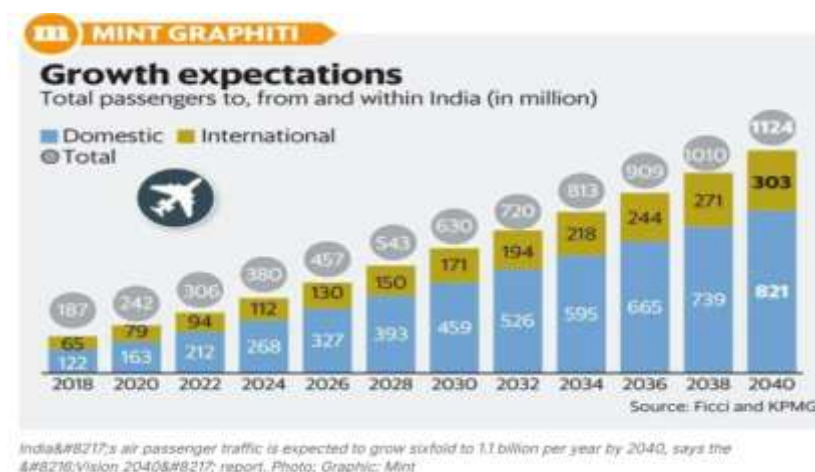 m MINT GRAPHITI
Growth expectations
Total passengers to, from and within India (in million)
Domestic International
Total
187 242 306 380 457 543 630 720 813 909 1010 1124
65 79 94 112 130 150 171 194 218 244 271 303
122 163 212 268 327 393 459 526 595 665 739 821
2018 2020 2022 2024 2026 2028 2030 2032 2034 2036 2038 2040
Source: Ficci and KPMG
India&#8217;s air passenger traffic is expected to grow sixfold to 1.1 billion per year by 2040, says the
&#8216;Vision 2040&#8217; report. Photo: Graphic: Mint